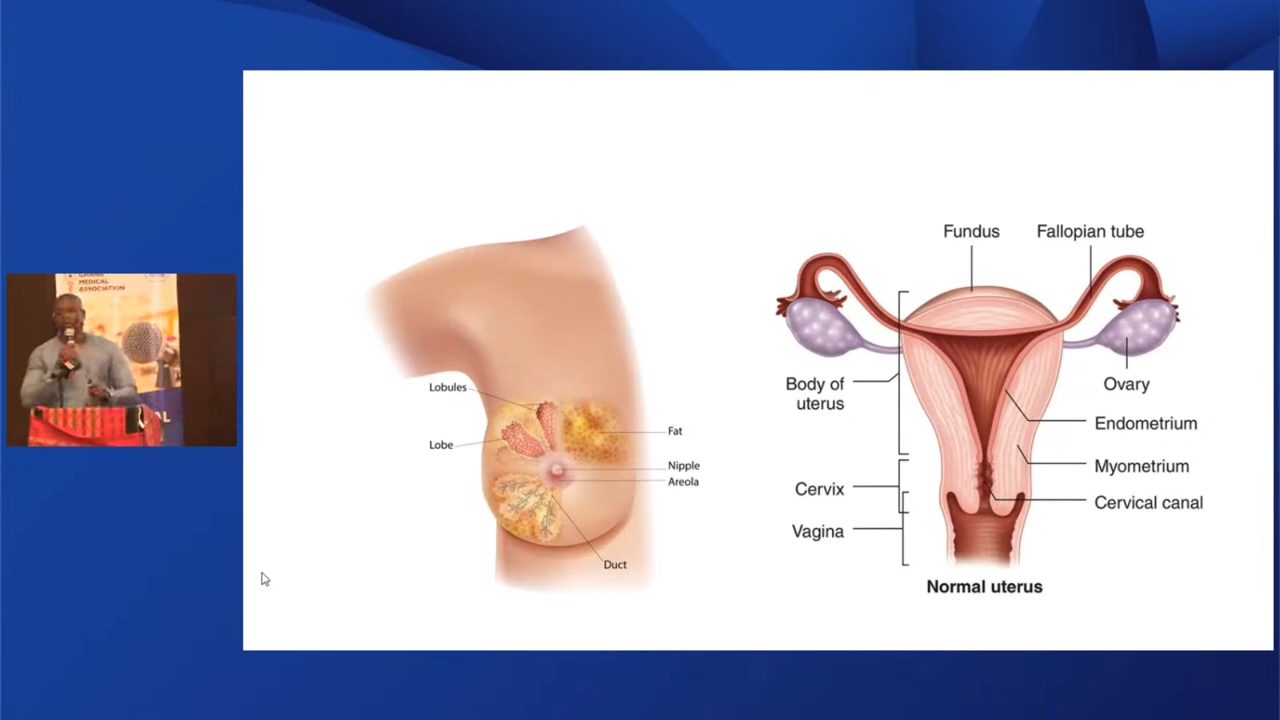 GHANA
MEDICAL
ASSOCIATION
Lobules
Lobe
Fat
Nipple
Areola
Duct
Fundus
Fallopian tube
Body of
uterus
Ovary
Endometrium
Myometrium
Cervix
Cervical canal
Vagina
Normal uterus